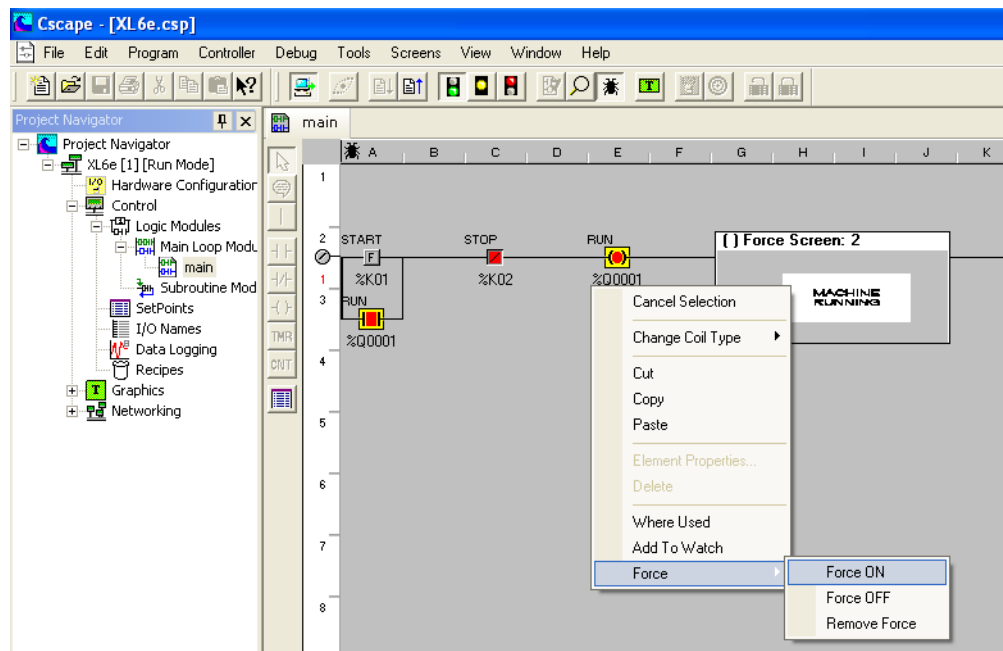 Cscape - [XL6e.csp]
File Edit Program Controller Debug Tools Screens View Window Help
Project Navigator
main
Project Navigator
XL6e [1] [Run Mode]
Hardware Configuration
Control
Logic Modules
Main Loop Modu
main
Subroutine Mod
SetPoints
I/O Names
Data Logging
Recipes
Graphics
Networking
TMR
CNT
A B C D E F G H I J K
1
2 START STOP RUN ( ) Force Screen: 2
F
1 %K01 %K02 %Q0001
MACHINE
RUNNING
3 RUN
%Q0001
4
5
6
7
8
Cancel Selection
Change Coil Type
Cut
Copy
Paste
Element Properties...
Delete
Where Used
Add To Watch
Force
Force ON
Force OFF
Remove Force